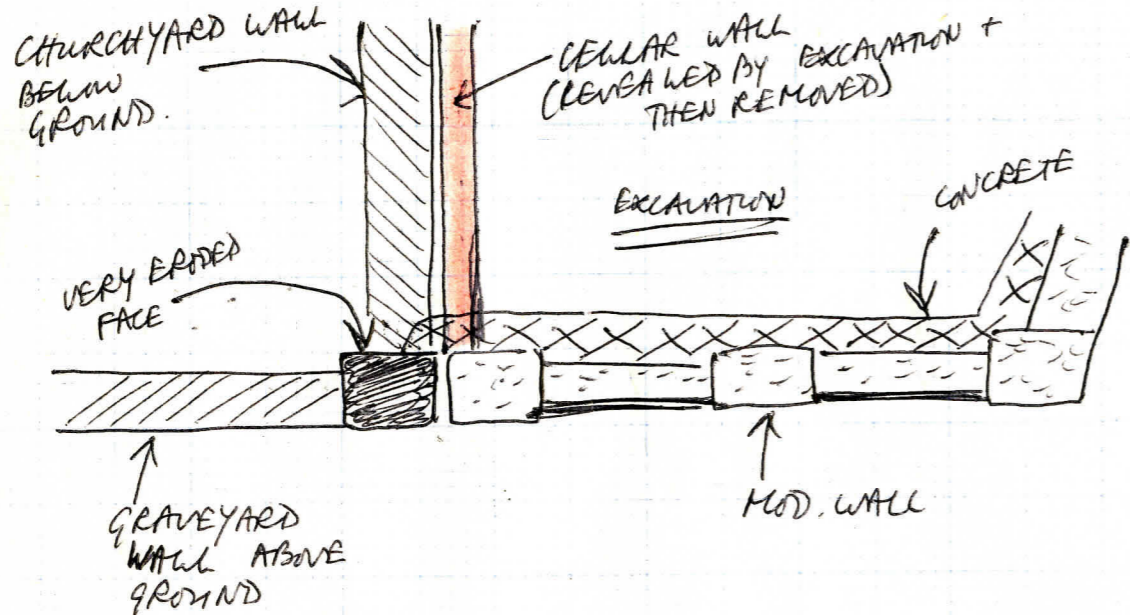 CHURCHYARD WALL
BELOW
GROUND.
CELLAR WALL
(REVEALED BY EXCAVATION +
THEN REMOVED)
EXCAVATION
CONCRETE
VERY ERODED
FACE
GRAVEYARD
WALL ABOVE
GROUND
MOD. WALL